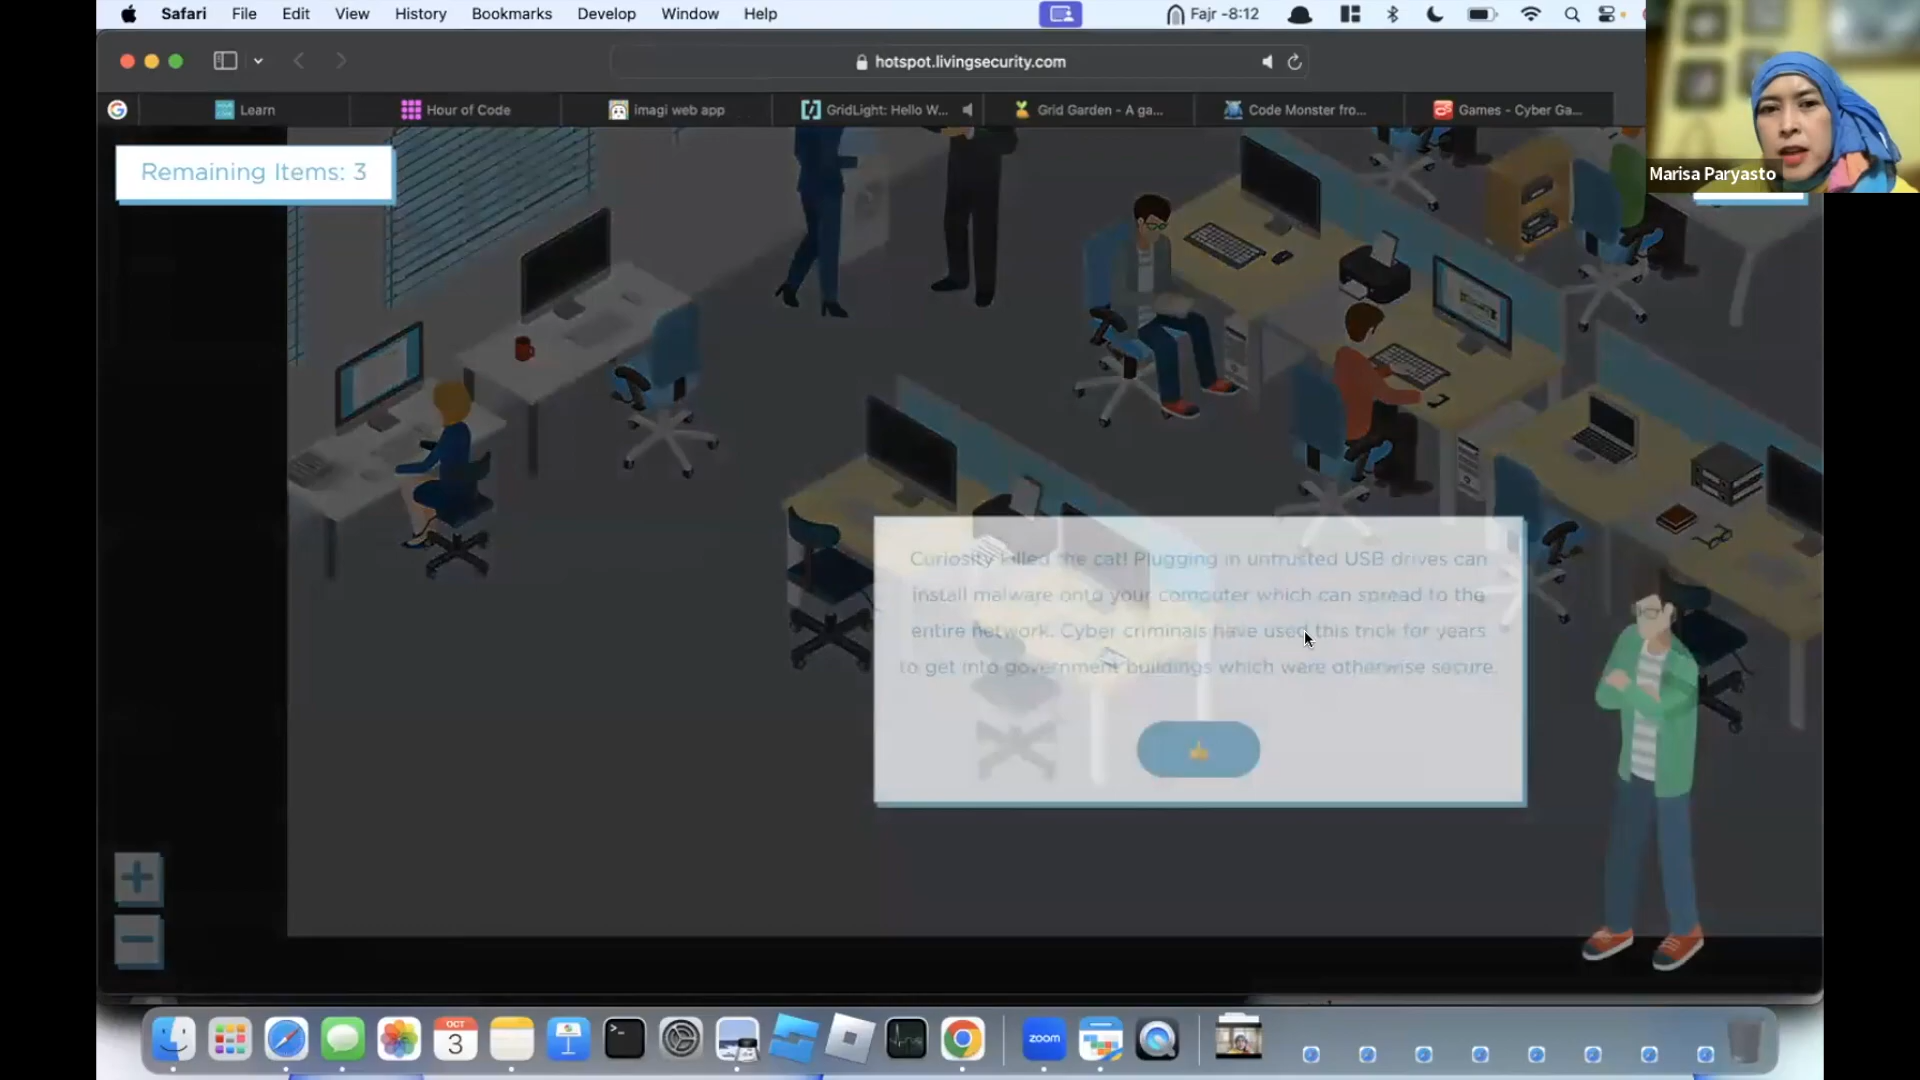 Safari File Edit View History Bookmarks Develop Window Help Fajr -8:12
hotspot.livingsecurity.com
Learn Hour of Code imagi web app GridLight: Hello W... Grid Garden - A ga... Code Monster fro... Games - Cyber Ga...
Marisa Paryasto
Remaining Items: 3
Curiosity killed the cat! Plugging in untrusted USB drives can
install malware onto your computer which can spread to the
entire network. Cyber criminals have used this trick for years
to get into government buildings which were otherwise secure.
OCT
3
zoom